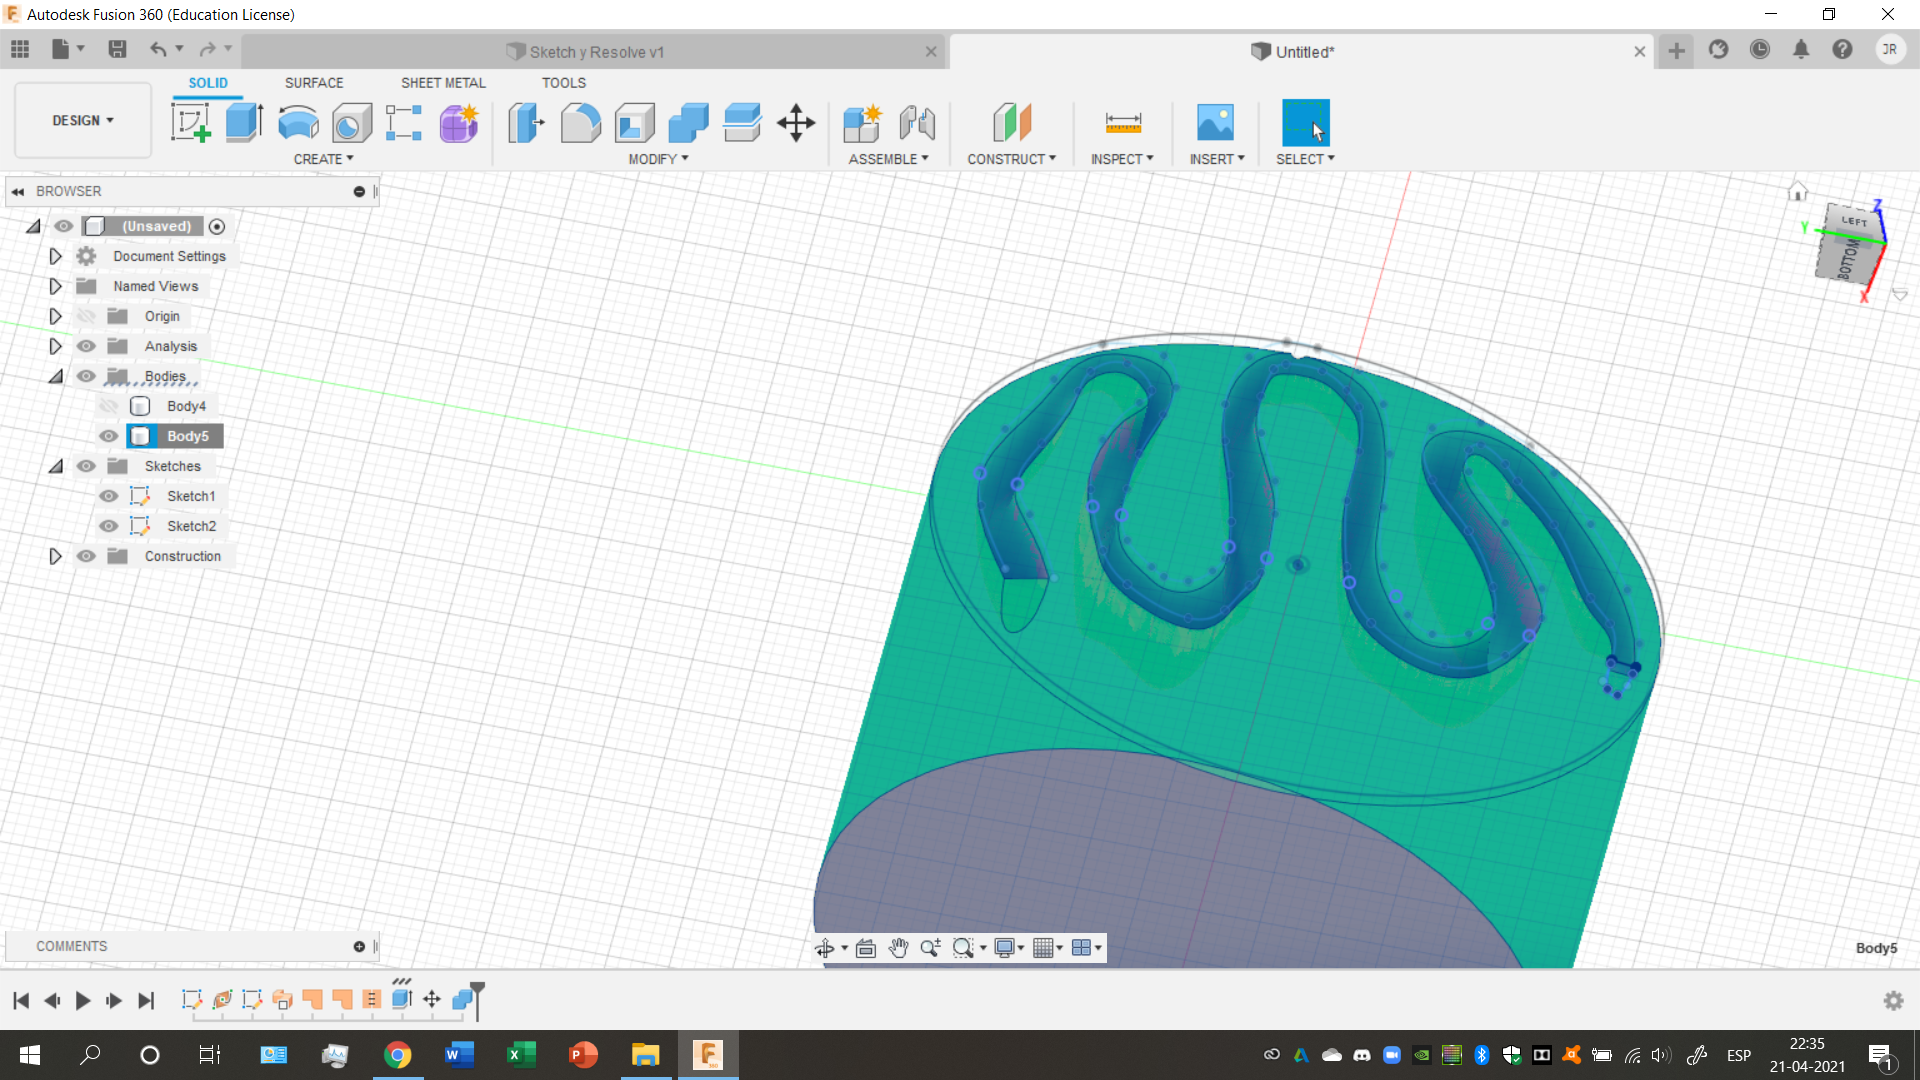 Autodesk Fusion 360 (Education License)
Sketch y Resolve v1
Untitled*
JR
DESIGN
SOLID
SURFACE
SHEET METAL
TOOLS
CREATE
MODIFY
ASSEMBLE
CONSTRUCT
INSPECT
INSERT
SELECT
BROWSER
(Unsaved)
Document Settings
Named Views
Origin
Analysis
Bodies
Body4
Body5
Sketches
Sketch1
Sketch2
Construction
Z
LEFT
Y
BOTTOM
X
COMMENTS
Body5
ESP
22:35
21-04-2021
1